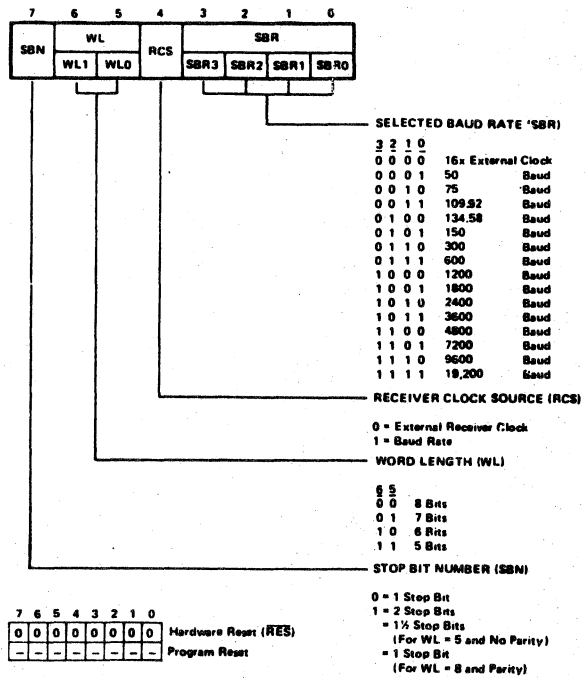 7 6 5 4 3 2 1 0
SBN WL RCS SBR
WL1 WL0 SBR3 SBR2 SBR1 SBR0
SELECTED BAUD RATE (SBR)
3 2 1 0
0 0 0 0 16x External Clock
0 0 0 1 50 Baud
0 0 1 0 75 Baud
0 0 1 1 109.92 Baud
0 1 0 0 134.58 Baud
0 1 0 1 150 Baud
0 1 1 0 300 Baud
0 1 1 1 600 Baud
1 0 0 0 1200 Baud
1 0 0 1 1800 Baud
1 0 1 0 2400 Baud
1 0 1 1 3600 Baud
1 1 0 0 4800 Baud
1 1 0 1 7200 Baud
1 1 1 0 9600 Baud
1 1 1 1 19,200 Baud
RECEIVER CLOCK SOURCE (RCS)
0 = External Receiver Clock
1 = Baud Rate
WORD LENGTH (WL)
6 5
0 0 8 Bits
0 1 7 Bits
1 0 6 Bits
1 1 5 Bits
STOP BIT NUMBER (SBN)
0 = 1 Stop Bit
1 = 2 Stop Bits
= 1½ Stop Bits
(For WL = 5 and No Parity)
= 1 Stop Bit
(For WL = 8 and Parity)
7 6 5 4 3 2 1 0
0 0 0 0 0 0 0 0 Hardware Reset (RES)
- - - - - - - - Program Reset